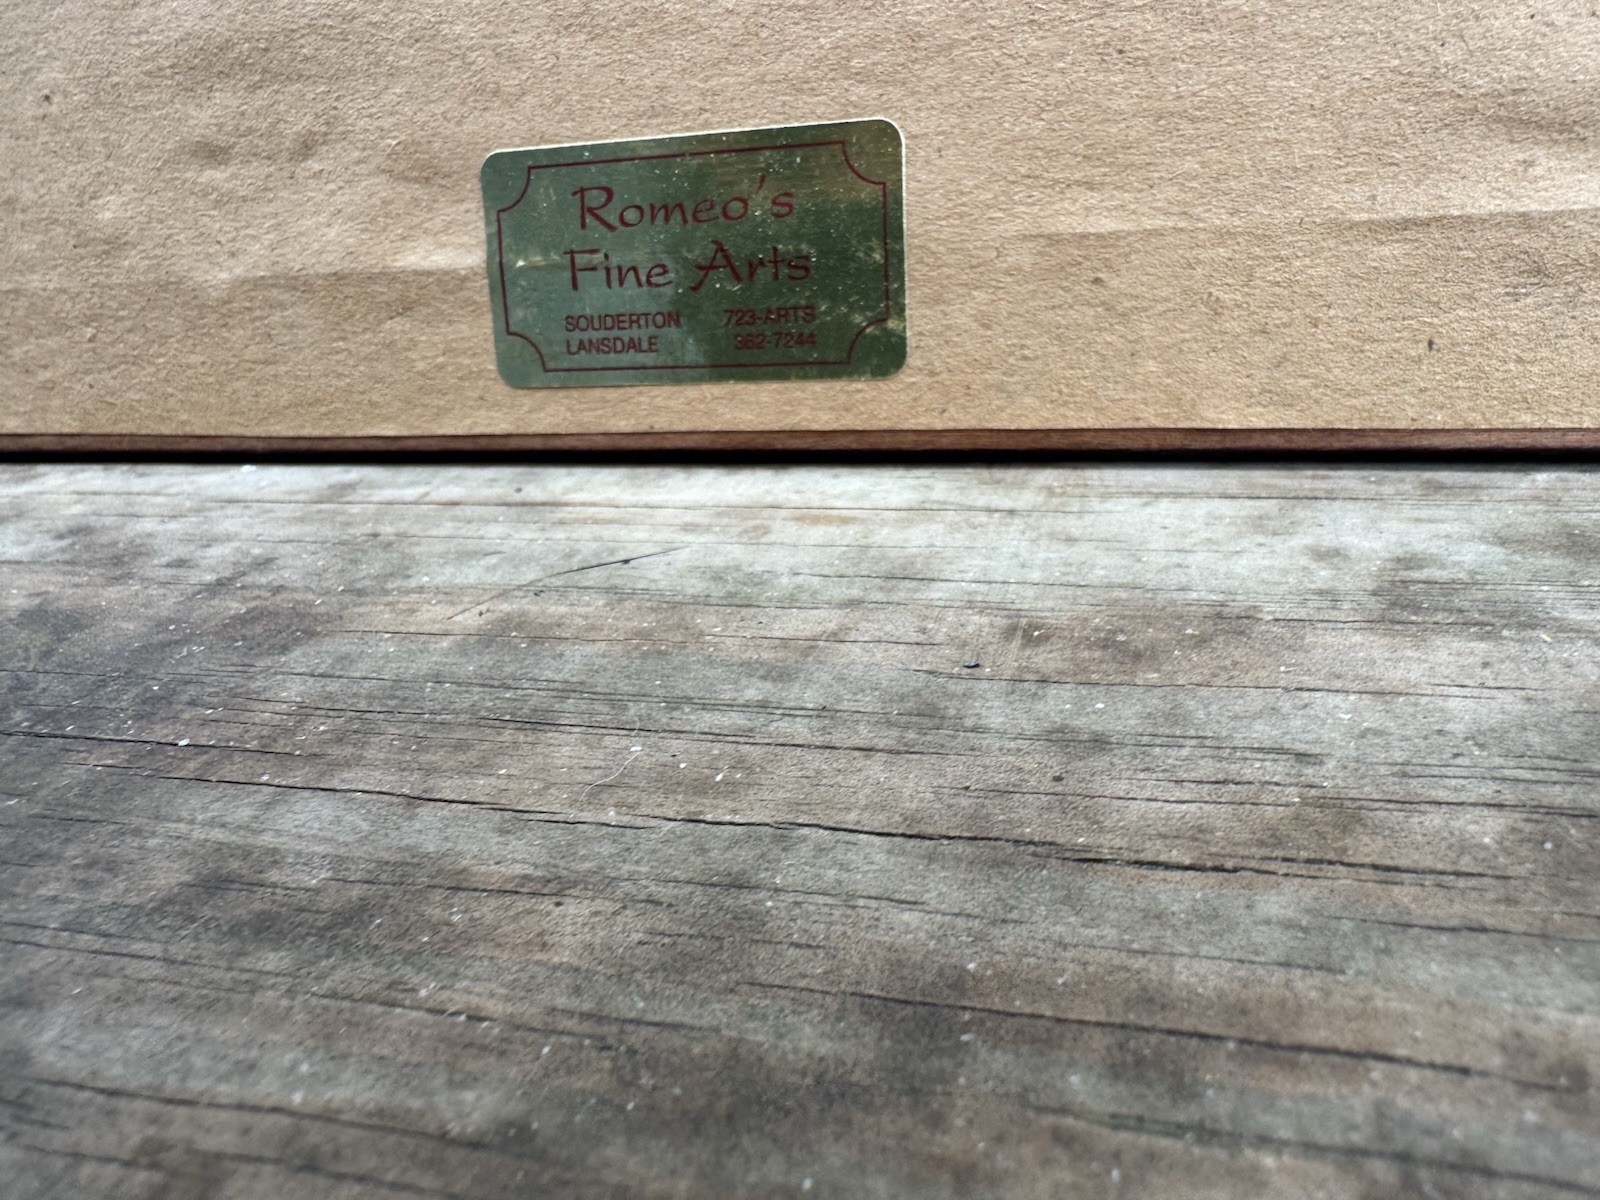 Romeo's
Fine Arts
SOUDERTON 723-ARTS
LANSDALE 362-7244